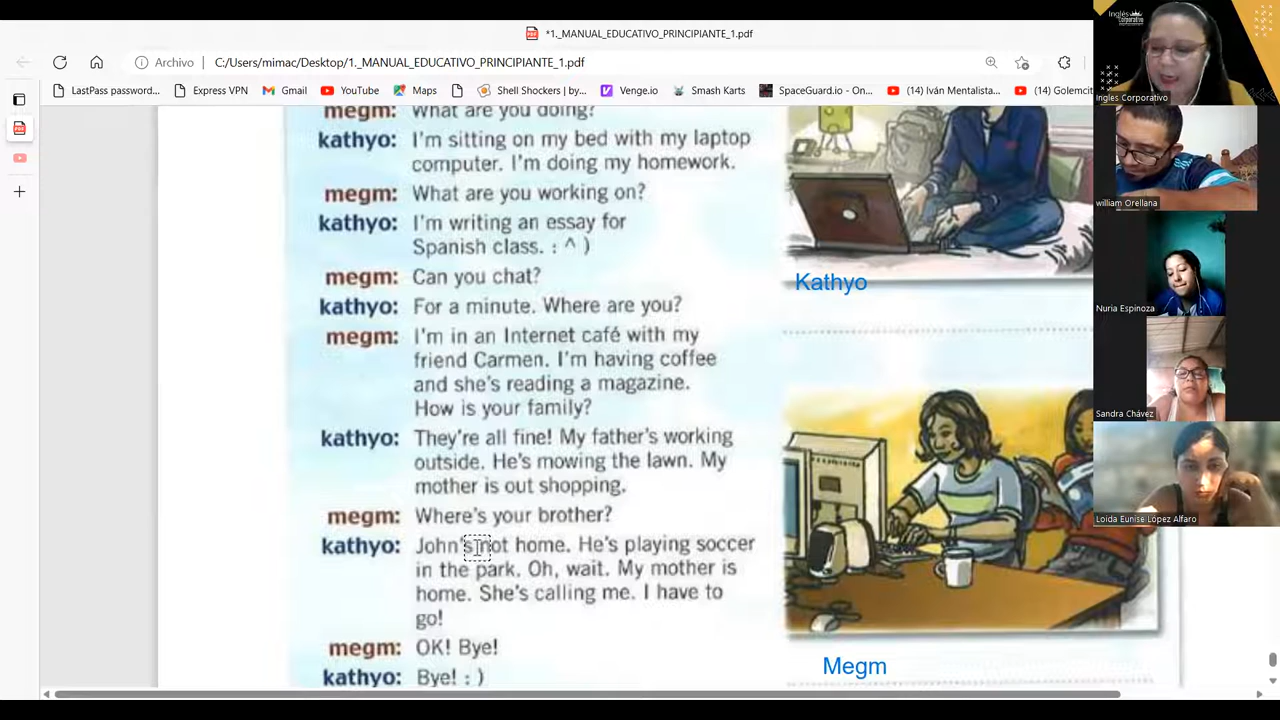 *1._MANUAL_EDUCATIVO_PRINCIPIANTE_1.pdf
Archivo C:/Users/mimac/Desktop/1._MANUAL_EDUCATIVO_PRINCIPIANTE_1.pdf
LastPass password... Express VPN Gmail YouTube Maps Shell Shockers | by... Venge.io Smash Karts SpaceGuard.io - On... (14) Iván Mentalista... (14) Golemcit
megm: What are you doing?
kathyo: I'm sitting on my bed with my laptop
computer. I'm doing my homework.
megm: What are you working on?
kathyo: I'm writing an essay for
Spanish class. : ^ )
megm: Can you chat?
kathyo: For a minute. Where are you?
megm: I'm in an Internet café with my
friend Carmen. I'm having coffee
and she's reading a magazine.
How is your family?
kathyo: They're all fine! My father's working
outside. He's mowing the lawn. My
mother is out shopping.
megm: Where's your brother?
kathyo: John's not home. He's playing soccer
in the park. Oh, wait. My mother is
home. She's calling me. I have to
go!
megm: OK! Bye!
kathyo: Bye! : )
Kathyo
Megm
Inglés
Corporativo
Ingles Corporativo
william Orellana
Nuria Espinoza
Sandra Chávez
Loida Eunise López Alfaro